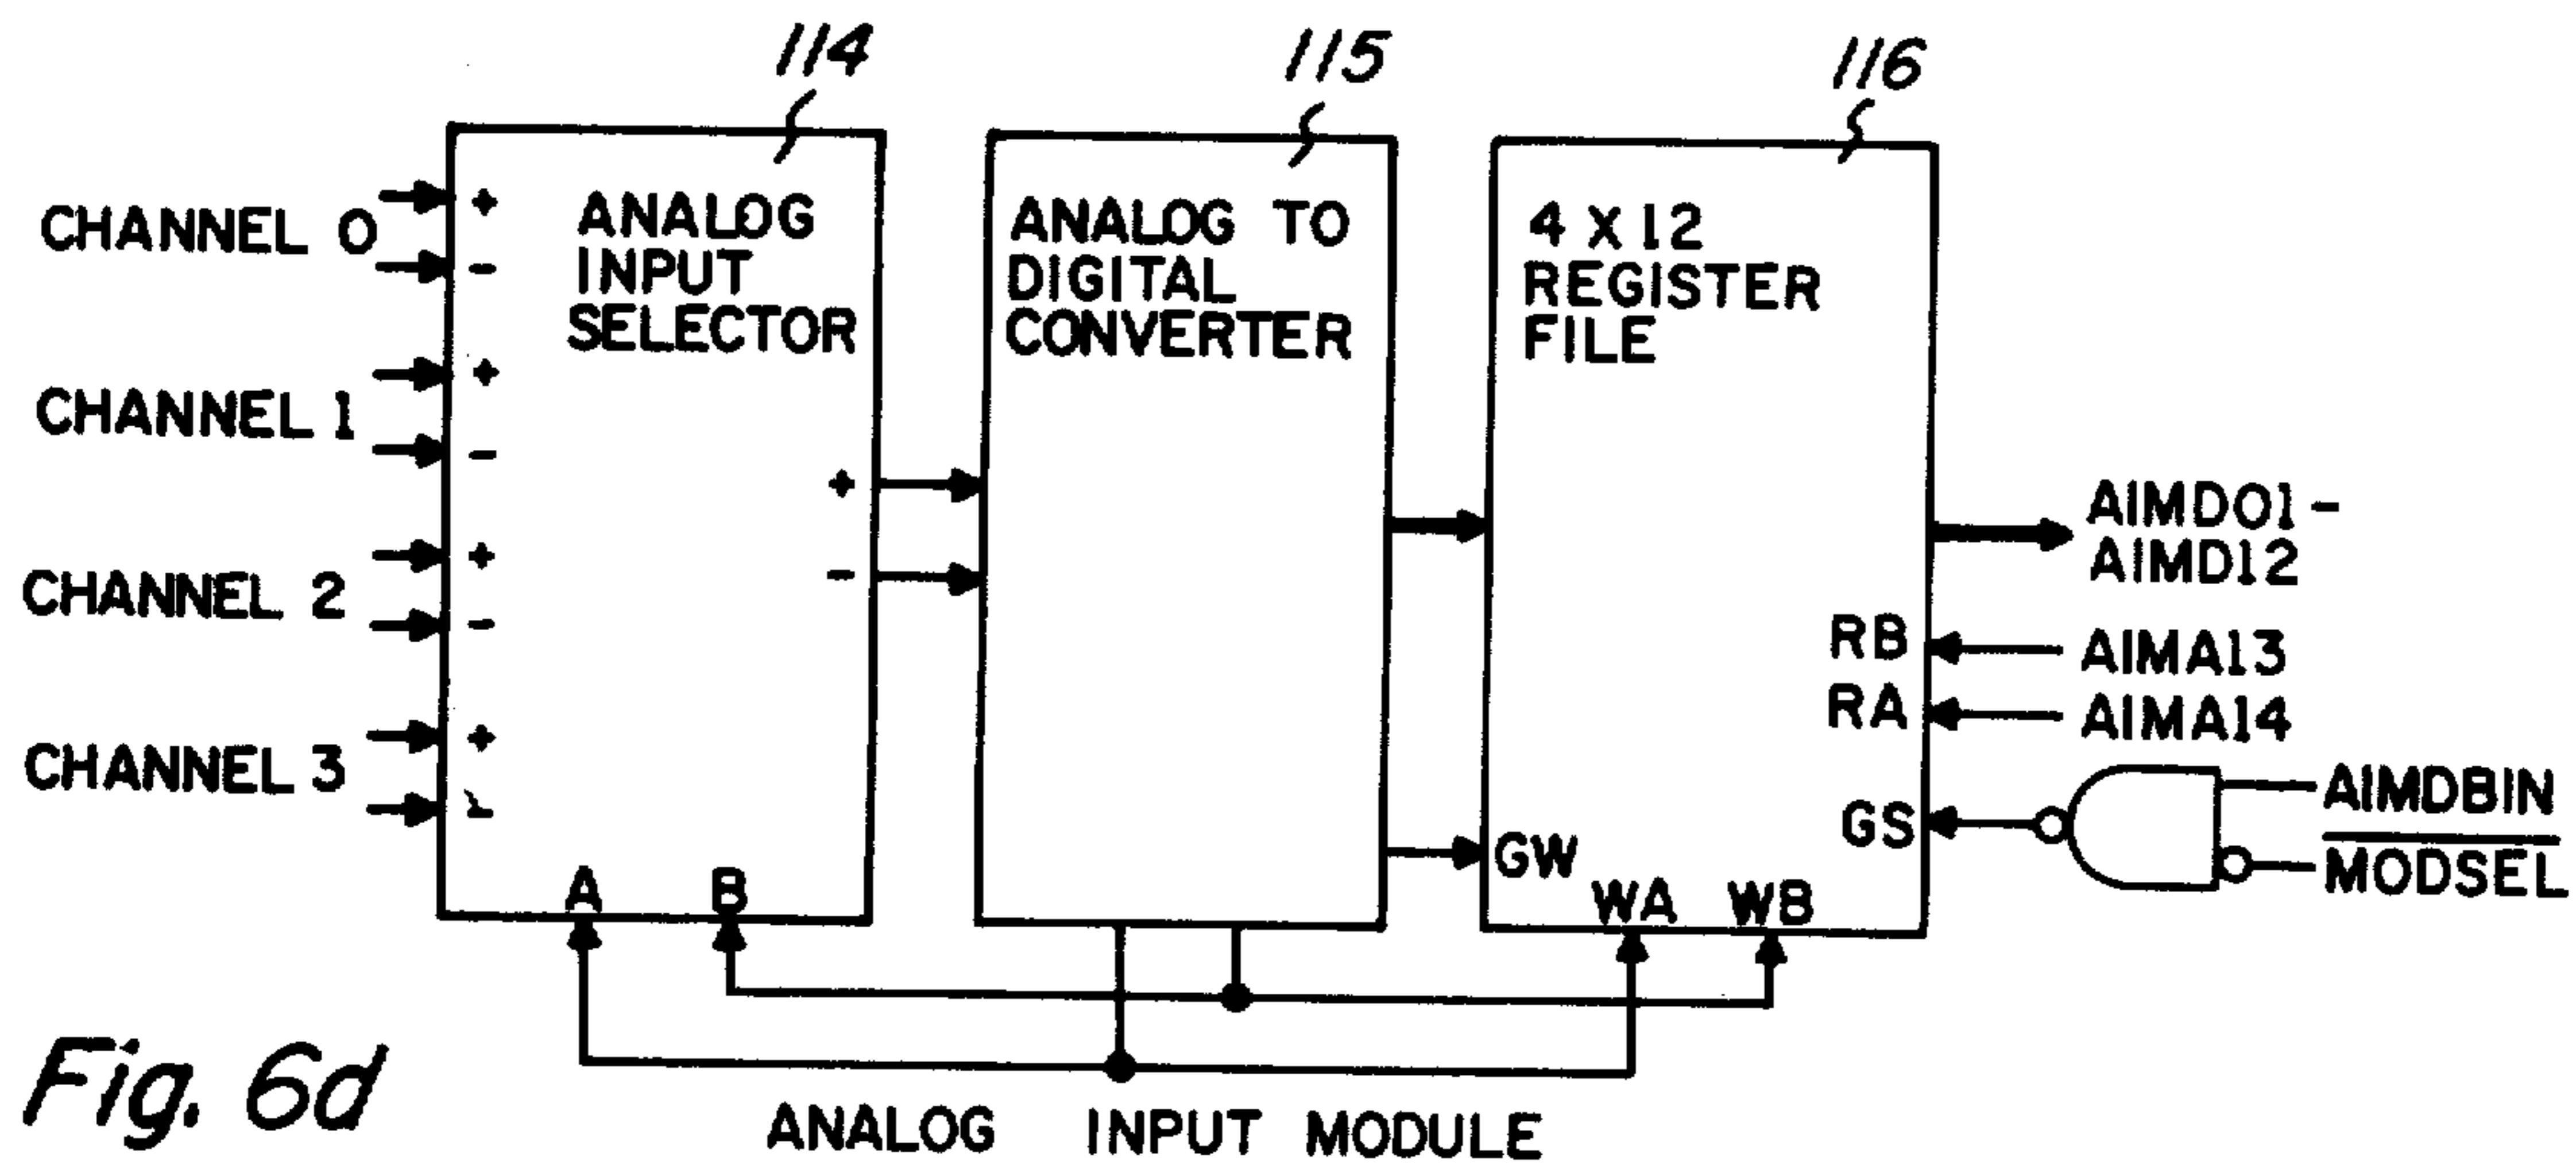 114
115
116
CHANNEL 0
+
-
ANALOG
INPUT
SELECTOR
CHANNEL 1
+
-
CHANNEL 2
+
-
CHANNEL 3
+
-
+
-
A B
ANALOG TO
DIGITAL
CONVERTER
4 X 12
REGISTER
FILE
GW
WA WB
RB
RA
GS
AIMD01-
AIMD12
AIMA13
AIMA14
AIMDBIN
MODSEL
Fig. 6d
ANALOG INPUT MODULE